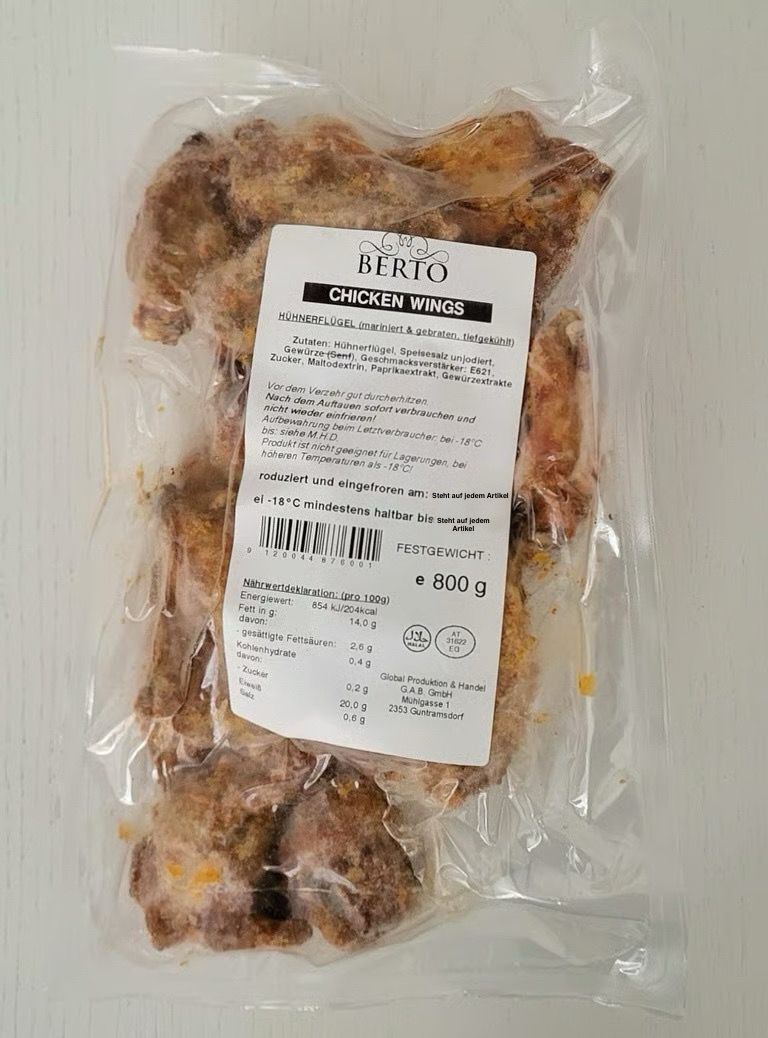 BERTO
CHICKEN WINGS
HÜHNERFLÜGEL (mariniert & gebraten, tiefgekühlt)
Zutaten: Hühnerflügel, Speisesalz unjodiert,
Gewürze (Senf), Geschmacksverstärker: E621,
Zucker, Maltodextrin, Paprikaextrakt, Gewürzextrakte
Vor dem Verzehr gut durcherhitzen.
Nach dem Auftauen sofort verbrauchen und
nicht wieder einfrieren!
Aufbewahrung beim Letztverbraucher: bei -18°C
bis: siehe M.H.D.
Produkt ist nicht geeignet für Lagerungen, bei
höheren Temperaturen als -18°C!
roduziert und eingefroren am: Steht auf jedem Artikel
ei -18°C mindestens haltbar bis Steht auf jedem
Artikel
9 120044 876001
FESTGEWICHT :
e 800 g
Nährwertdeklaration: (pro 100g)
Energiewert: 854 kJ/204kcal
Fett in g: 14,0 g
davon:
- gesättigte Fettsäuren: 2,6 g
Kohlenhydrate 0,4 g
davon:
- Zucker 0,2 g
Eiweiß 20,0 g
Salz 0,6 g
حلال
HALAL
AT
31622
EG
Global Produktion & Handel
G.A.B. GmbH
Mühlgasse 1
2353 Guntramsdorf